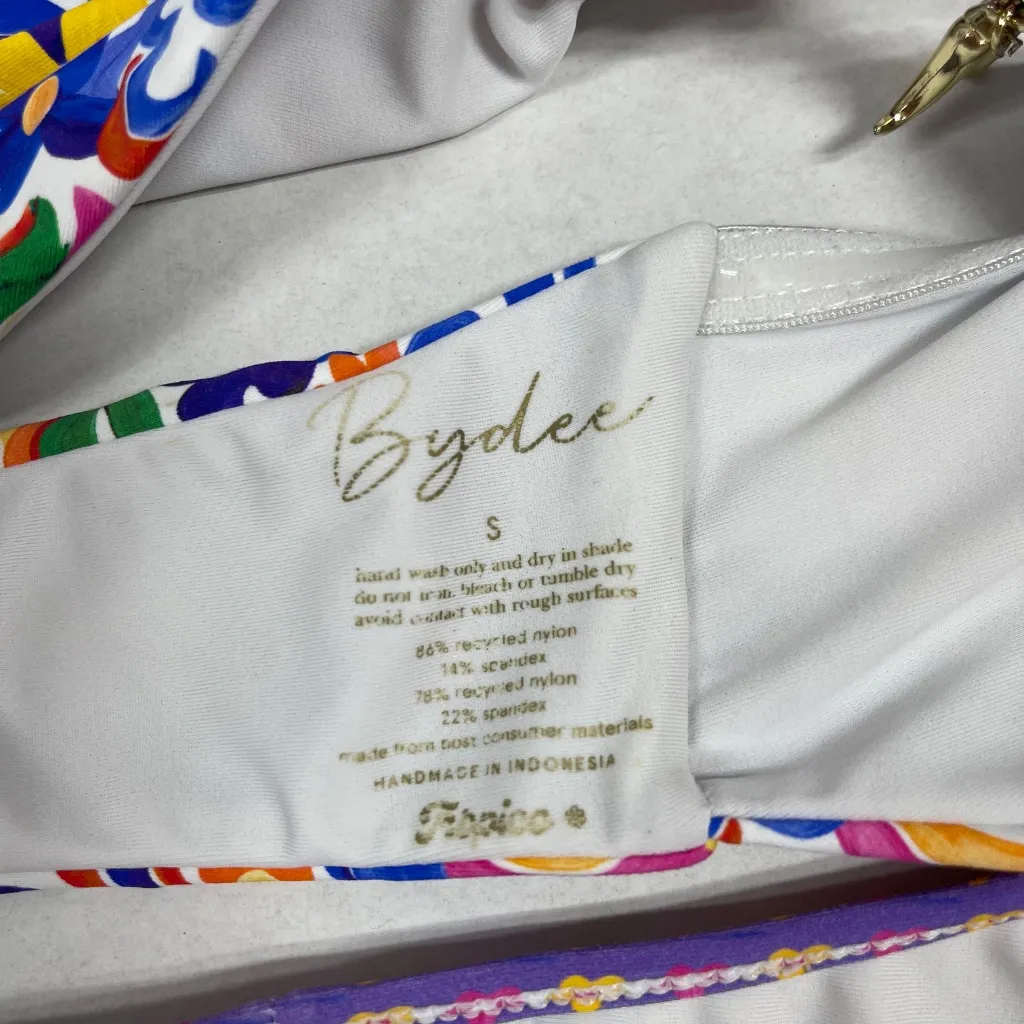 Bydee
S
hand wash only and dry in shade
do not iron, bleach or tumble dry
avoid contact with rough surfaces
86% recycled nylon
14% spandex
78% recycled nylon
22% spandex
made from post consumer materials
HANDMADE IN INDONESIA